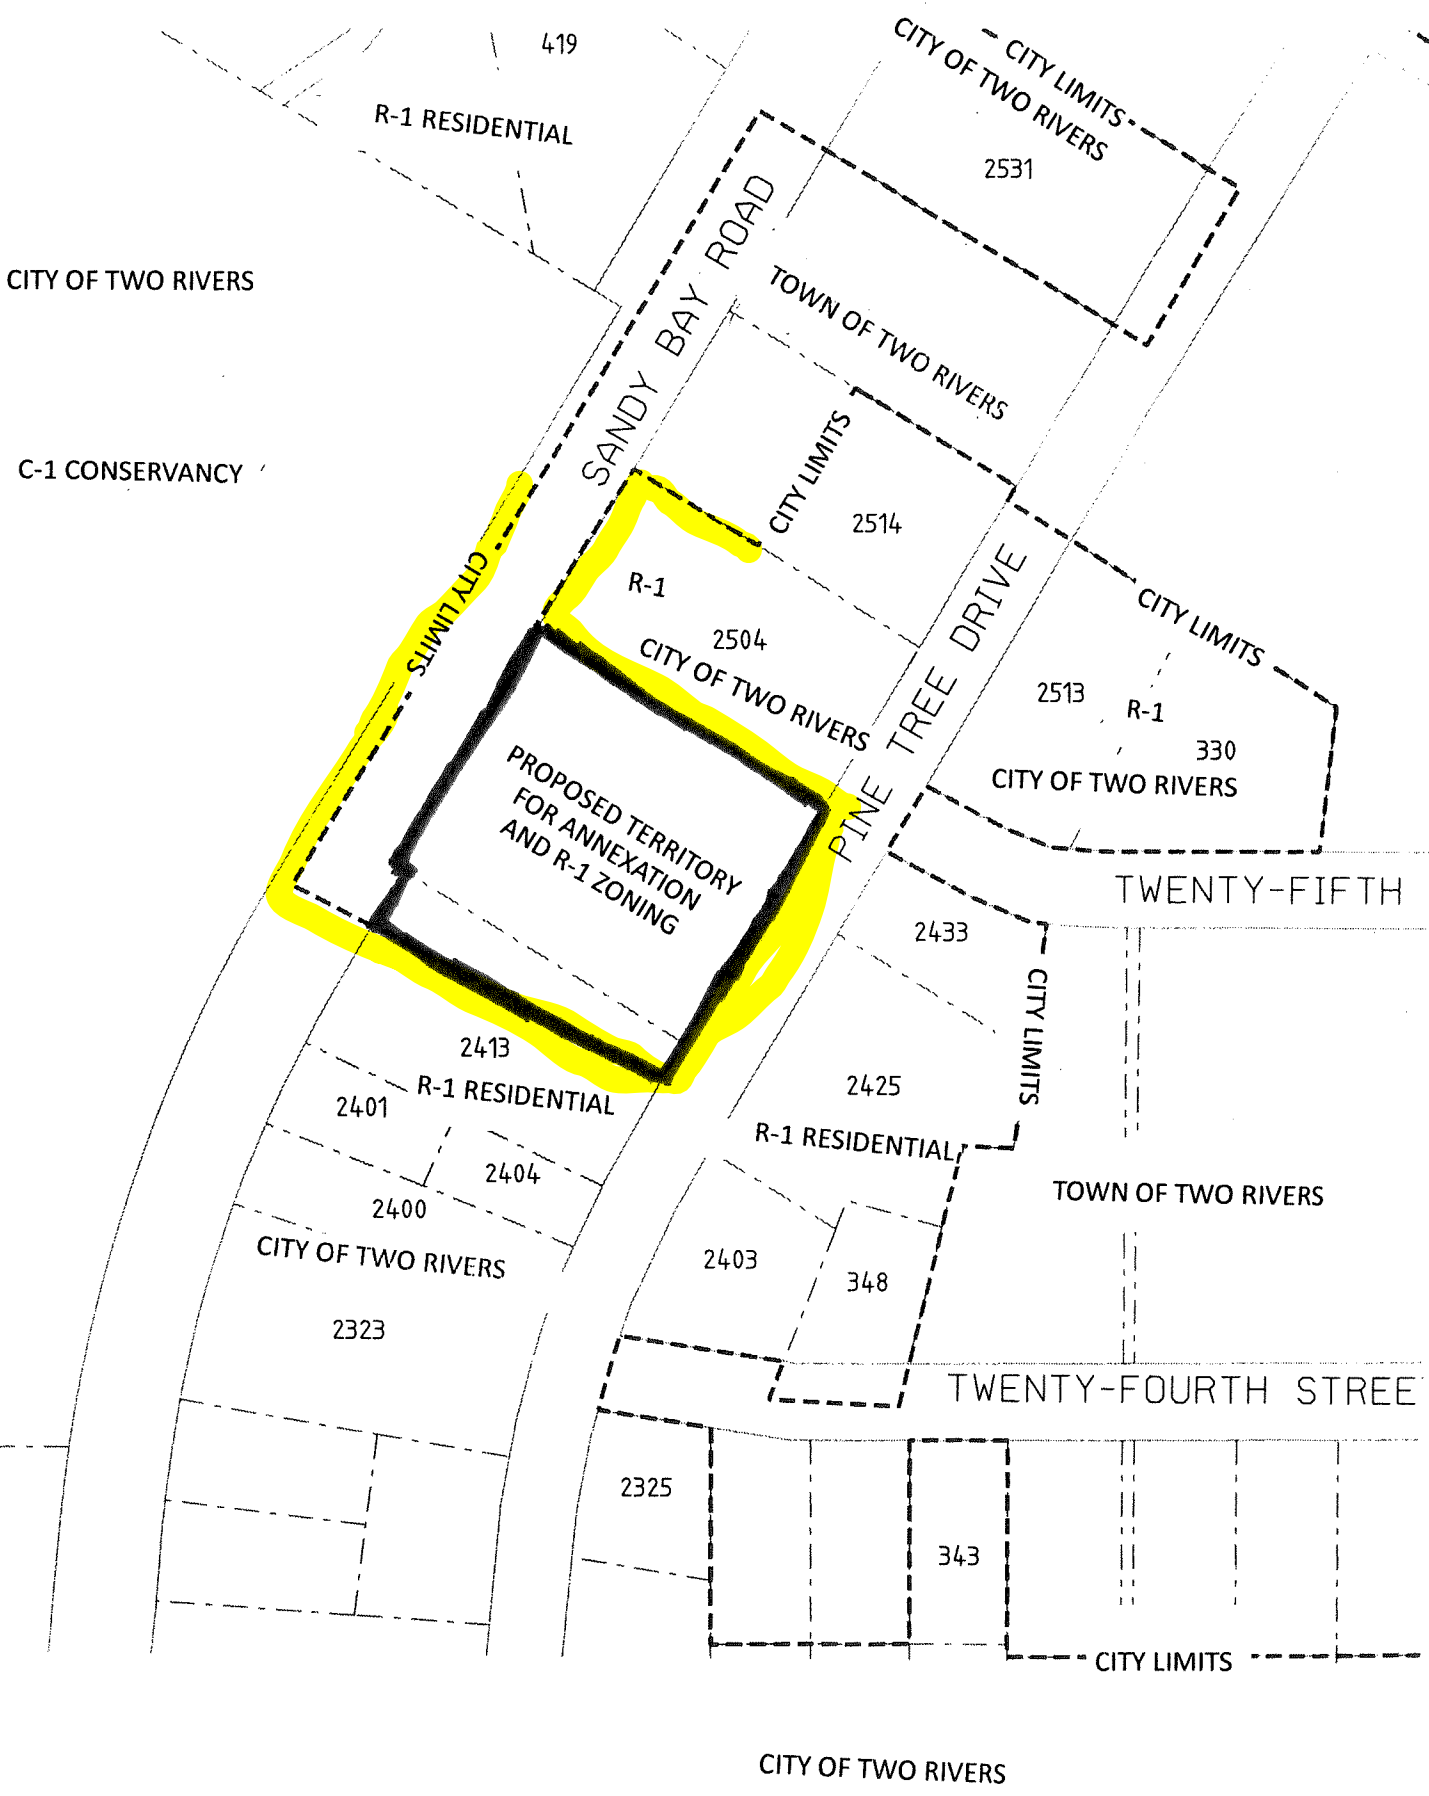 419
R-1 RESIDENTIAL
CITY LIMITS
CITY OF TWO RIVERS
2531
CITY OF TWO RIVERS
SANDY BAY ROAD
TOWN OF TWO RIVERS
C-1 CONSERVANCY
CITY LIMITS
2514
CITY LIMITS
R-1
2504
CITY OF TWO RIVERS
PINE TREE DRIVE
CITY LIMITS
2513
R-1
330
CITY OF TWO RIVERS
PROPOSED TERRITORY
FOR ANNEXATION
AND R-1 ZONING
TWENTY-FIFTH
2433
CITY LIMITS
2413
R-1 RESIDENTIAL
2401
2425
R-1 RESIDENTIAL
2404
2400
TOWN OF TWO RIVERS
CITY OF TWO RIVERS
2403
348
2323
TWENTY-FOURTH STREE
2325
343
CITY LIMITS
CITY OF TWO RIVERS